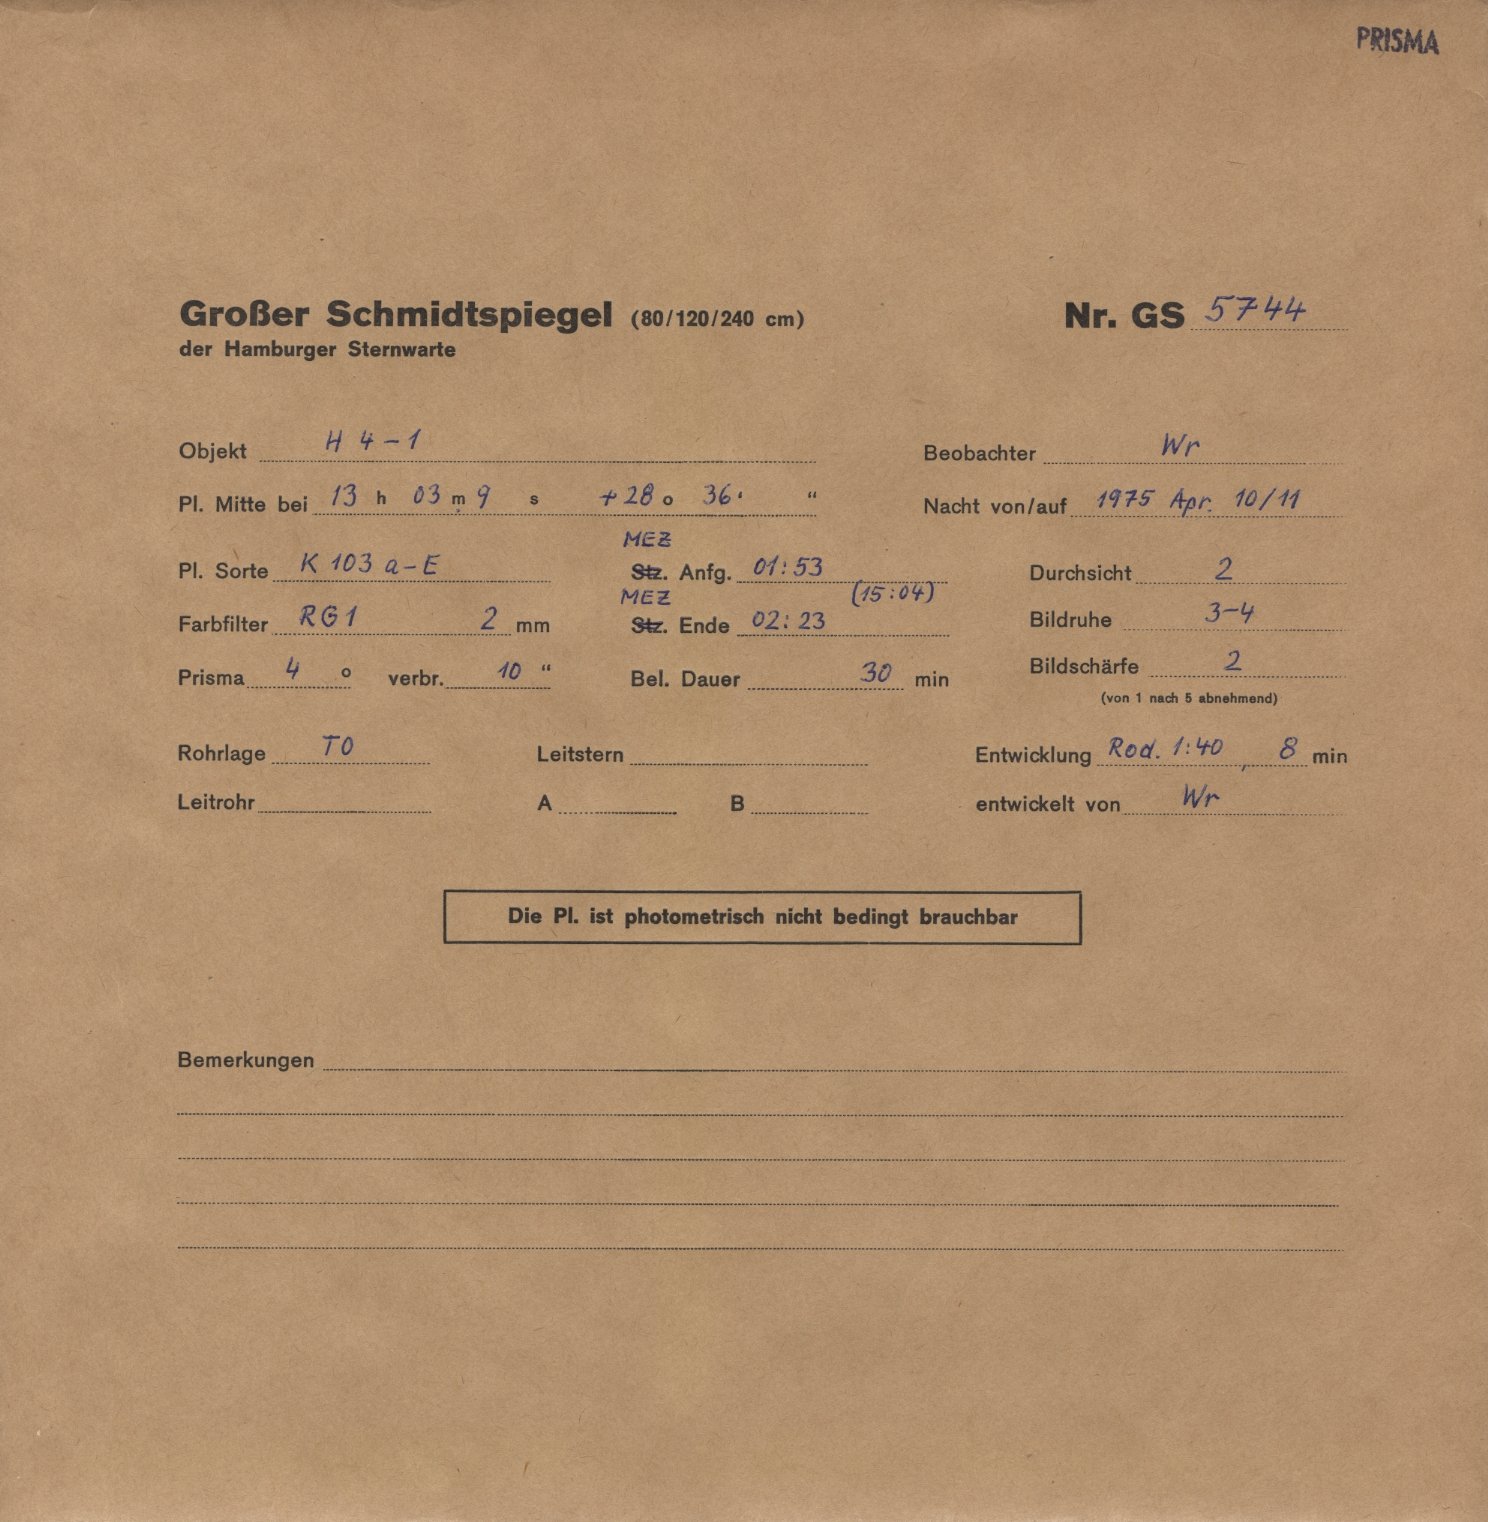 PRISMA
Großer Schmidtspiegel (80/120/240 cm) Nr. GS 5744
der Hamburger Sternwarte
Objekt H 4-1 Beobachter Wr
Pl. Mitte bei 13 h 03 m. 9 s +28 o 36' “ Nacht von/auf 1975 Apr. 10/11
MEZ
Pl. Sorte K 103 a-E Stz. Anfg. 01:53 Durchsicht 2
MEZ (15:04)
Farbfilter RG1 2 mm Stz. Ende 02:23 Bildruhe 3-4
Prisma 4 o verbr. 10 “ Bel. Dauer 30 min Bildschärfe 2
(von 1 nach 5 abnehmend)
Rohrlage T0 Leitstern Entwicklung Rod. 1:40, 8 min
Leitrohr A B entwickelt von Wr
Die Pl. ist photometrisch nicht bedingt brauchbar
Bemerkungen